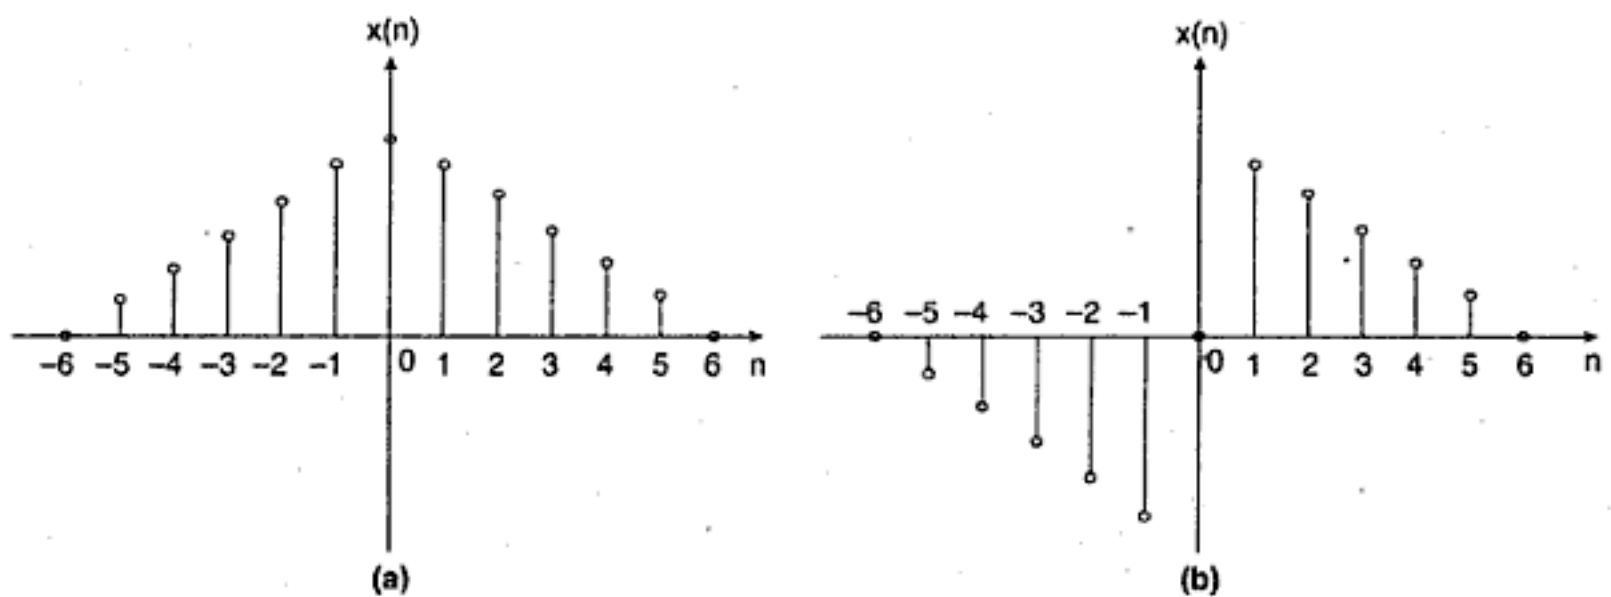 x(n)
–6 –5 –4 –3 –2 –1 0 1 2 3 4 5 6 n
(a)
x(n)
–6 –5 –4 –3 –2 –1
0 1 2 3 4 5 6 n
(b)